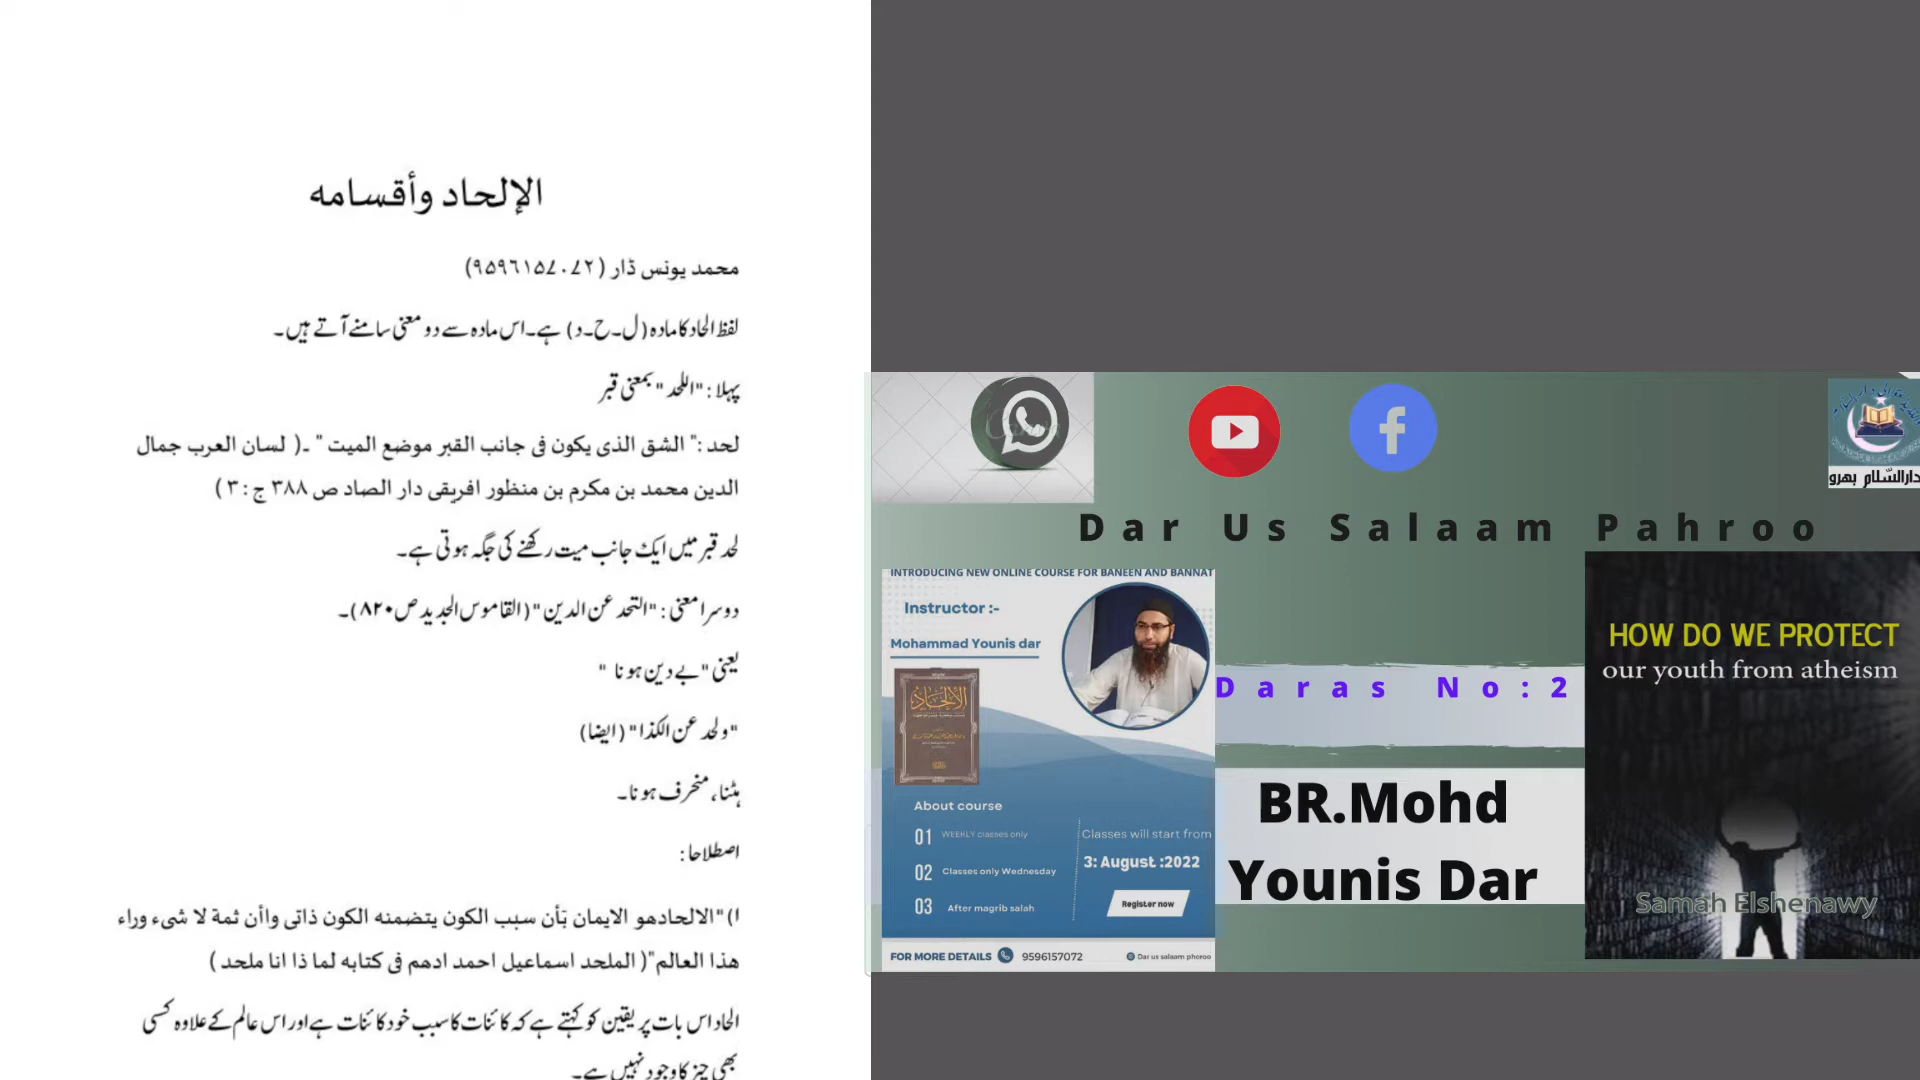 الإلحاد وأقسامه
محمد یونس ڈار (۹۵۹۶۱۵۷۰۷۲)
لفظ الحاد کا مادہ (ل۔ح۔د) ہے۔اس مادہ سے دو معنی سامنے آتے ہیں۔
پہلا : "اللحد" بمعنی قبر
لحد :" الشق الذی یکون فی جانب القبر موضع المیت " ۔( لسان العرب جمال
الدین محمد بن مکرم بن منظور افریقی دار الصاد ص ۳۸۸ ج : ۳ )
لحد قبر میں ایک جانب میت رکھنے کی جگہ ہوتی ہے۔
دوسرا معنی : "التحد عن الدین" (القاموس الجدید ص ۸۲۰)۔
یعنی "بے دین ہونا "
"ولحد عن الکذا" (ایضا)
ہٹنا، منحرف ہونا۔
اصطلاحا :
ا) "الالحادھو الایمان بَأن سبب الکون یتضمنه الکون ذاتی واأن ثمة لا شیء وراء
هذا العالم"( الملحد اسماعیل احمد ادھم فی کتابه لما ذا انا ملحد )
الحاد اس بات پر یقین کو کہتے ہے کہ کائنات کا سبب خود کائنات ہے اور اس عالم کے علاوہ کسی
بھی چیز کا وجود نہیں ہے۔
دارالسّلام پھرو
Dar Us Salaam Pahroo
INTRODUCING NEW ONLINE COURSE FOR BANEEN AND BANNAT
Instructor :-
Mohammad Younis dar
الإلحاد
About course
01 WEEKLY classes only
02 Classes only Wednesday
03 After magrib salah
Classes will start from
3: August :2022
Register now
FOR MORE DETAILS 9596157072 Dar us salaam phoroo
Daras No:2
BR.Mohd
Younis Dar
HOW DO WE PROTECT
our youth from atheism
Samah Elshenawy